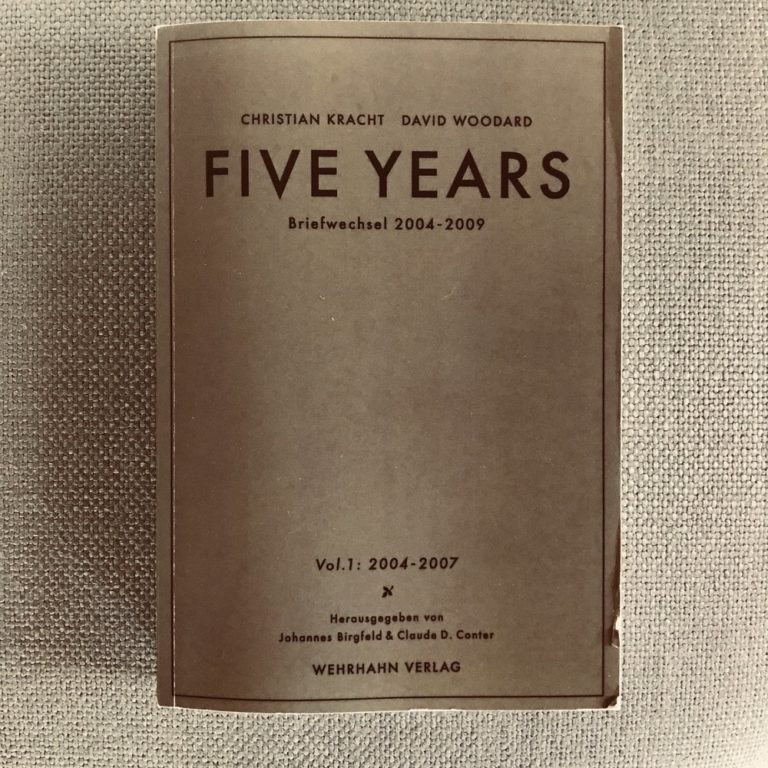 CHRISTIAN KRACHT DAVID WOODARD
FIVE YEARS
Briefwechsel 2004-2009
Vol.1: 2004-2007
Herausgegeben von
Johannes Birgfeld & Claude D. Conter
WEHRHAHN VERLAG